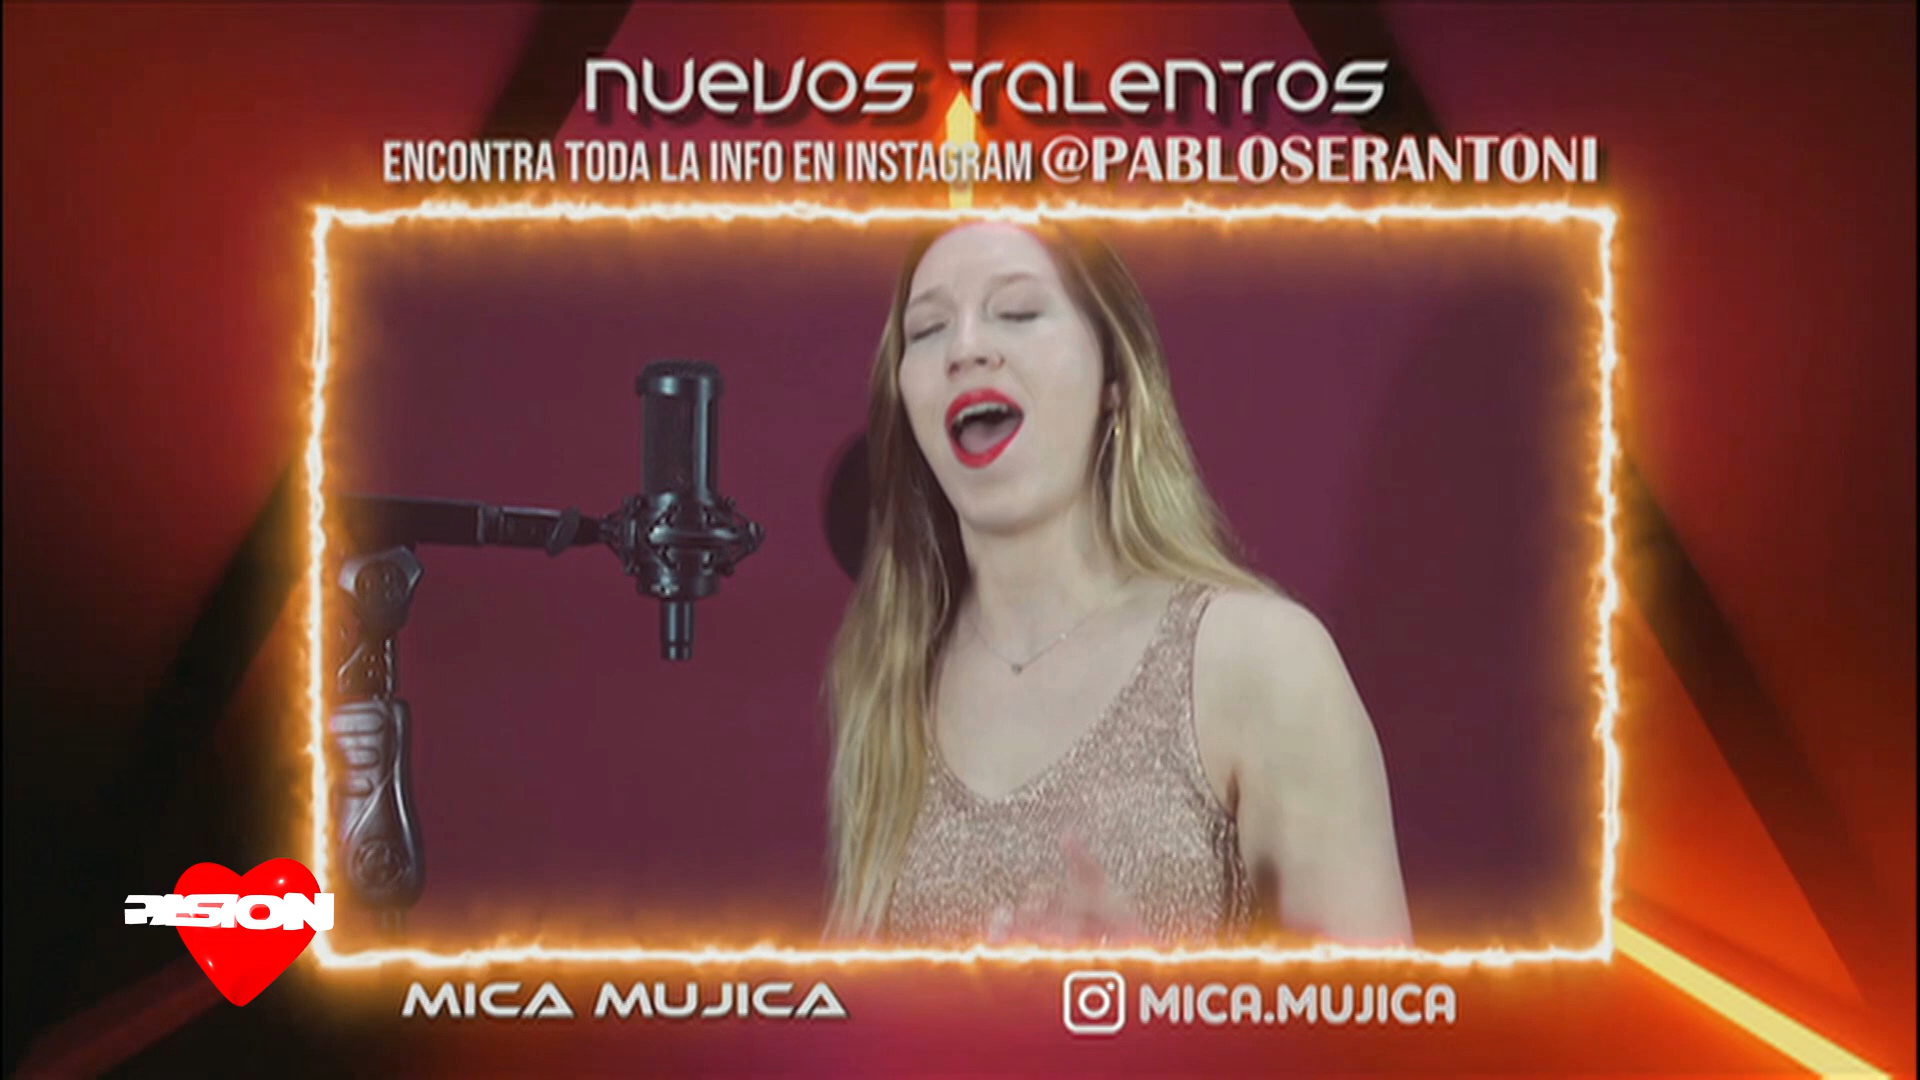 NUEVOS TALENTOS
ENCONTRA TODA LA INFO EN INSTAGRAM @PABLOSERANTONI
PASION
MICA MUJICA
MICA.MUJICA